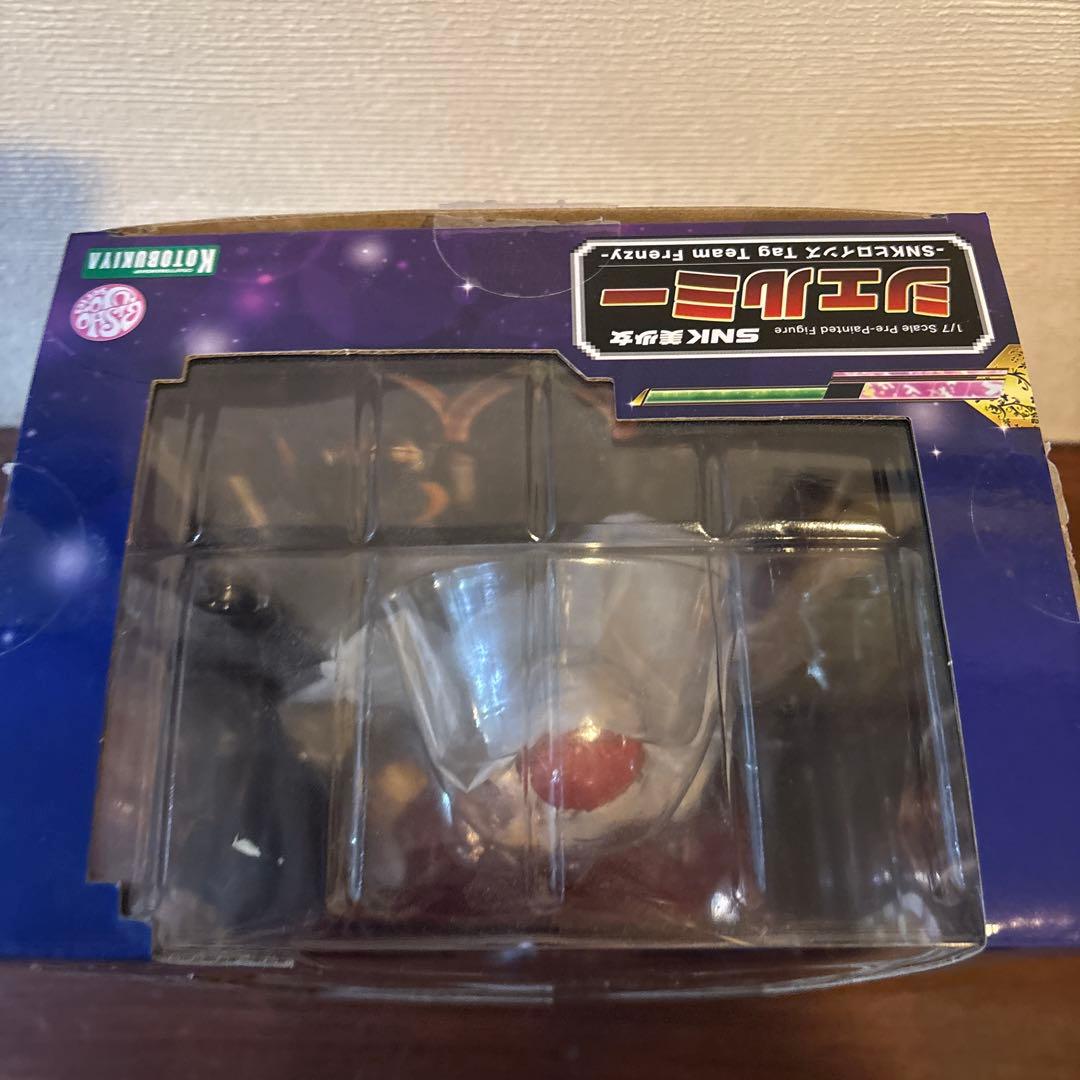 SNK美少女
1/7 Scale Pre-Painted Figure
シェルミー
-SNKヒロインズ Tag Team Frenzy-
KOTOBUKIYA